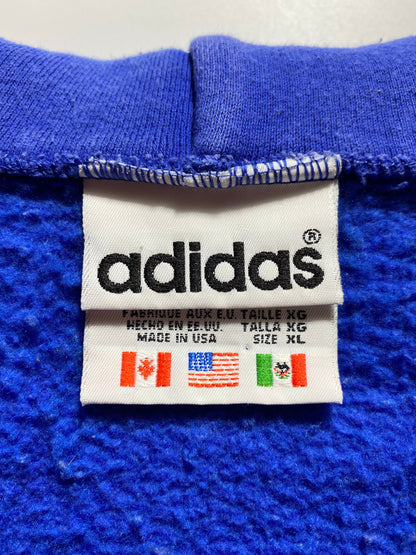 adidas®
FABRIQUE AUX E.U. TAILLE XG
HECHO EN EE.UU. TALLA XG
MADE IN USA SIZE XL